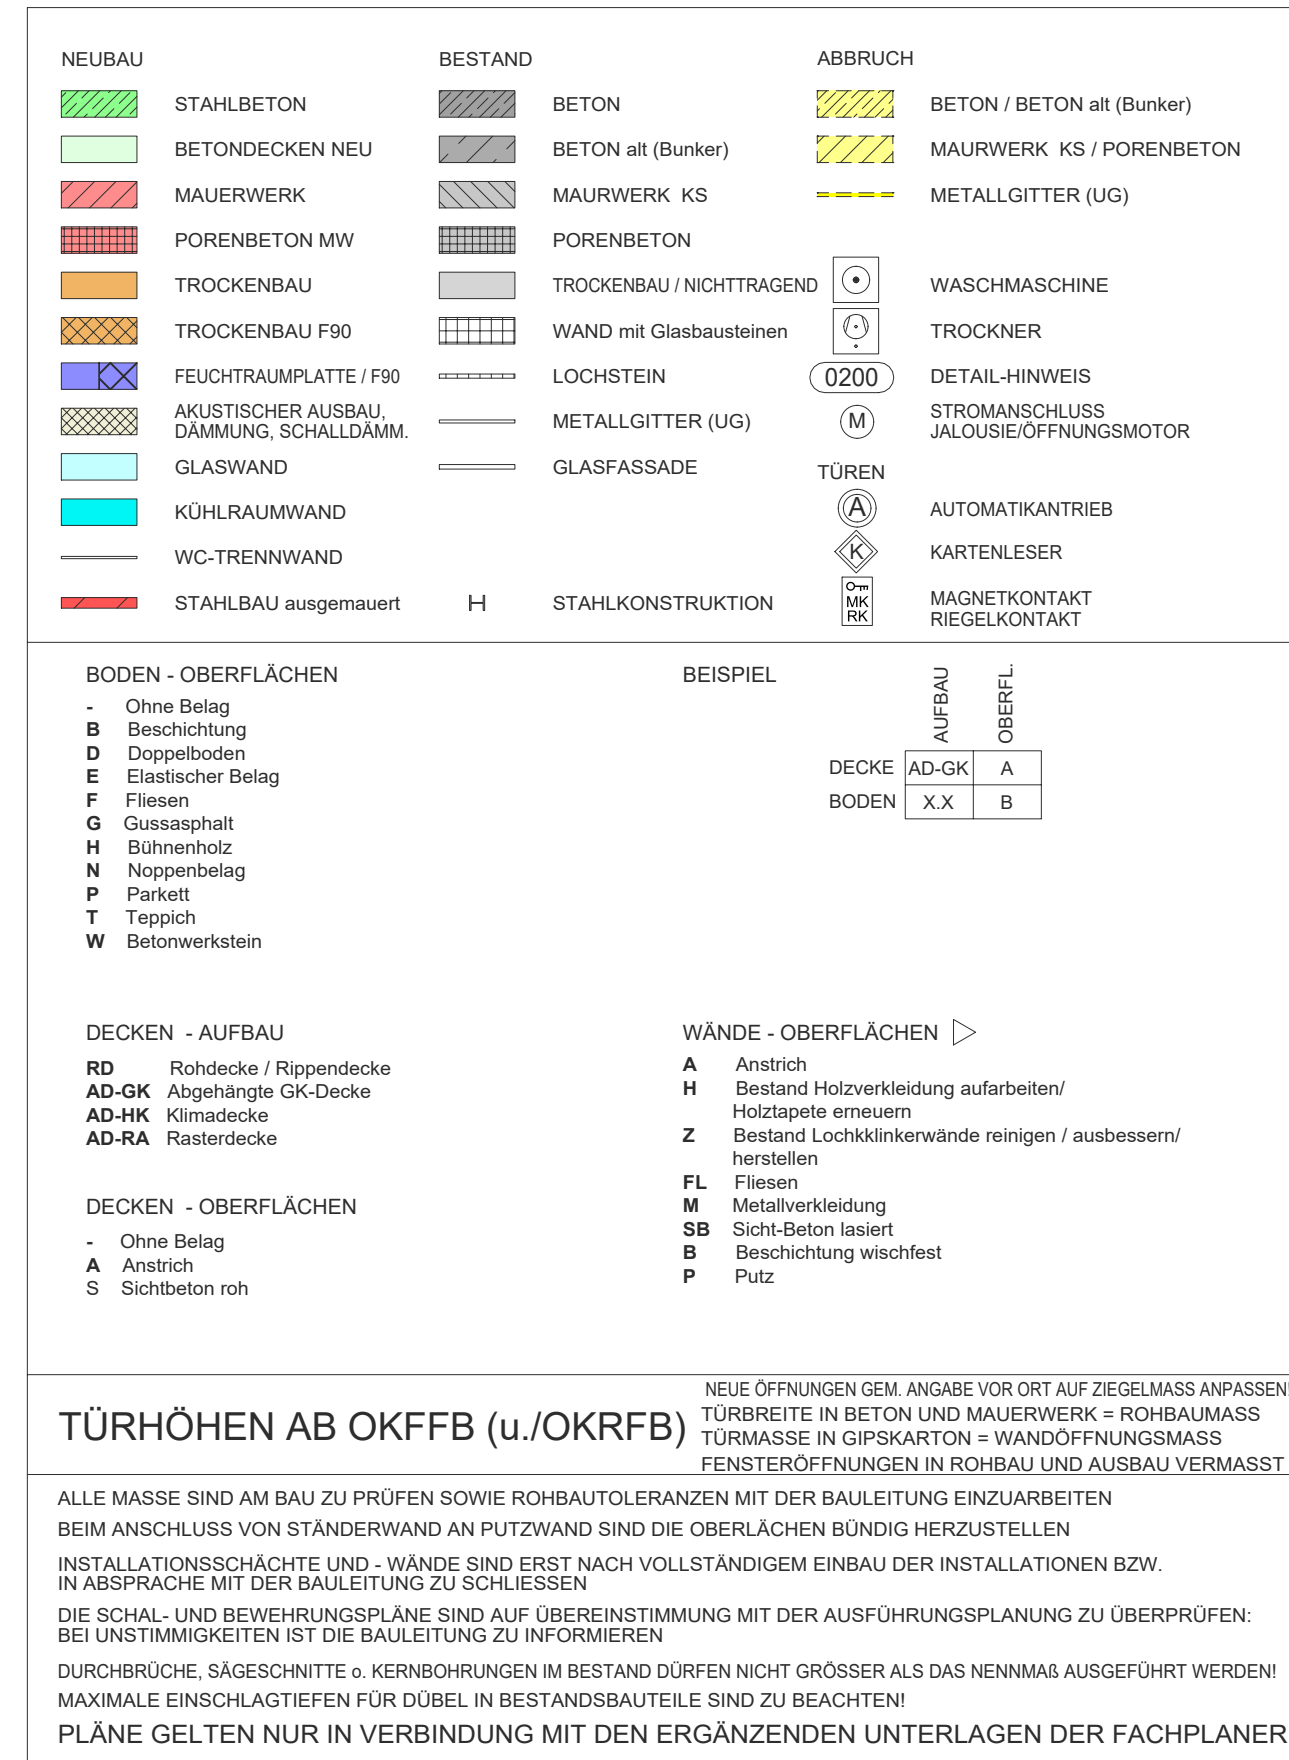 NEUBAU
STAHLBETON
BETONDECKEN NEU
MAUERWERK
PORENBETON MW
TROCKENBAU
TROCKENBAU F90
FEUCHTRAUMPLATTE / F90
AKUSTISCHER AUSBAU,
DÄMMUNG, SCHALLDÄMM.
GLASWAND
KÜHLRAUMWAND
WC-TRENNWAND
STAHLBAU ausgemauert
BESTAND
BETON
BETON alt (Bunker)
MAURWERK KS
PORENBETON
TROCKENBAU / NICHTTRAGEND
WAND mit Glasbausteinen
LOCHSTEIN
METALLGITTER (UG)
GLASFASSADE
H STAHLKONSTRUKTION
ABBRUCH
BETON / BETON alt (Bunker)
MAURWERK KS / PORENBETON
METALLGITTER (UG)
WASCHMASCHINE
TROCKNER
0200 DETAIL-HINWEIS
M STROMANSCHLUSS
JALOUSIE/ÖFFNUNGSMOTOR
TÜREN
A AUTOMATIKANTRIEB
K KARTENLESER
MK MAGNETKONTAKT
RK RIEGELKONTAKT
BODEN - OBERFLÄCHEN
- Ohne Belag
B Beschichtung
D Doppelboden
E Elastischer Belag
F Fliesen
G Gussasphalt
H Bühnenholz
N Noppenbelag
P Parkett
T Teppich
W Betonwerkstein
BEISPIEL
AUFBAU OBERFL.
DECKE AD-GK A
BODEN X.X B
DECKEN - AUFBAU
RD Rohdecke / Rippendecke
AD-GK Abgehängte GK-Decke
AD-HK Klimadecke
AD-RA Rasterdecke
DECKEN - OBERFLÄCHEN
- Ohne Belag
A Anstrich
S Sichtbeton roh
WÄNDE - OBERFLÄCHEN
A Anstrich
H Bestand Holzverkleidung aufarbeiten/
Holztapete erneuern
Z Bestand Lochkklinkerwände reinigen / ausbessern/
herstellen
FL Fliesen
M Metallverkleidung
SB Sicht-Beton lasiert
B Beschichtung wischfest
P Putz
TÜRHÖHEN AB OKFFB (u./OKRFB)
NEUE ÖFFNUNGEN GEM. ANGABE VOR ORT AUF ZIEGELMASS ANPASSEN!
TÜRBREITE IN BETON UND MAUERWERK = ROHBAUMASS
TÜRMASSE IN GIPSKARTON = WANDÖFFNUNGSMASS
FENSTERÖFFNUNGEN IN ROHBAU UND AUSBAU VERMASST
ALLE MASSE SIND AM BAU ZU PRÜFEN SOWIE ROHBAUTOLERANZEN MIT DER BAULEITUNG EINZUARBEITEN
BEIM ANSCHLUSS VON STÄNDERWAND AN PUTZWAND SIND DIE OBERLÄCHEN BÜNDIG HERZUSTELLEN
INSTALLATIONSSCHÄCHTE UND - WÄNDE SIND ERST NACH VOLLSTÄNDIGEM EINBAU DER INSTALLATIONEN BZW.
IN ABSPRACHE MIT DER BAULEITUNG ZU SCHLIESSEN
DIE SCHAL- UND BEWEHRUNGSPLÄNE SIND AUF ÜBEREINSTIMMUNG MIT DER AUSFÜHRUNGSPLANUNG ZU ÜBERPRÜFEN:
BEI UNSTIMMIGKEITEN IST DIE BAULEITUNG ZU INFORMIEREN
DURCHBRÜCHE, SÄGESCHNITTE o. KERNBOHRUNGEN IM BESTAND DÜRFEN NICHT GRÖSSER ALS DAS NENNMAß AUSGEFÜHRT WERDEN!
MAXIMALE EINSCHLAGTIEFEN FÜR DÜBEL IN BESTANDSBAUTEILE SIND ZU BEACHTEN!
PLÄNE GELTEN NUR IN VERBINDUNG MIT DEN ERGÄNZENDEN UNTERLAGEN DER FACHPLANER